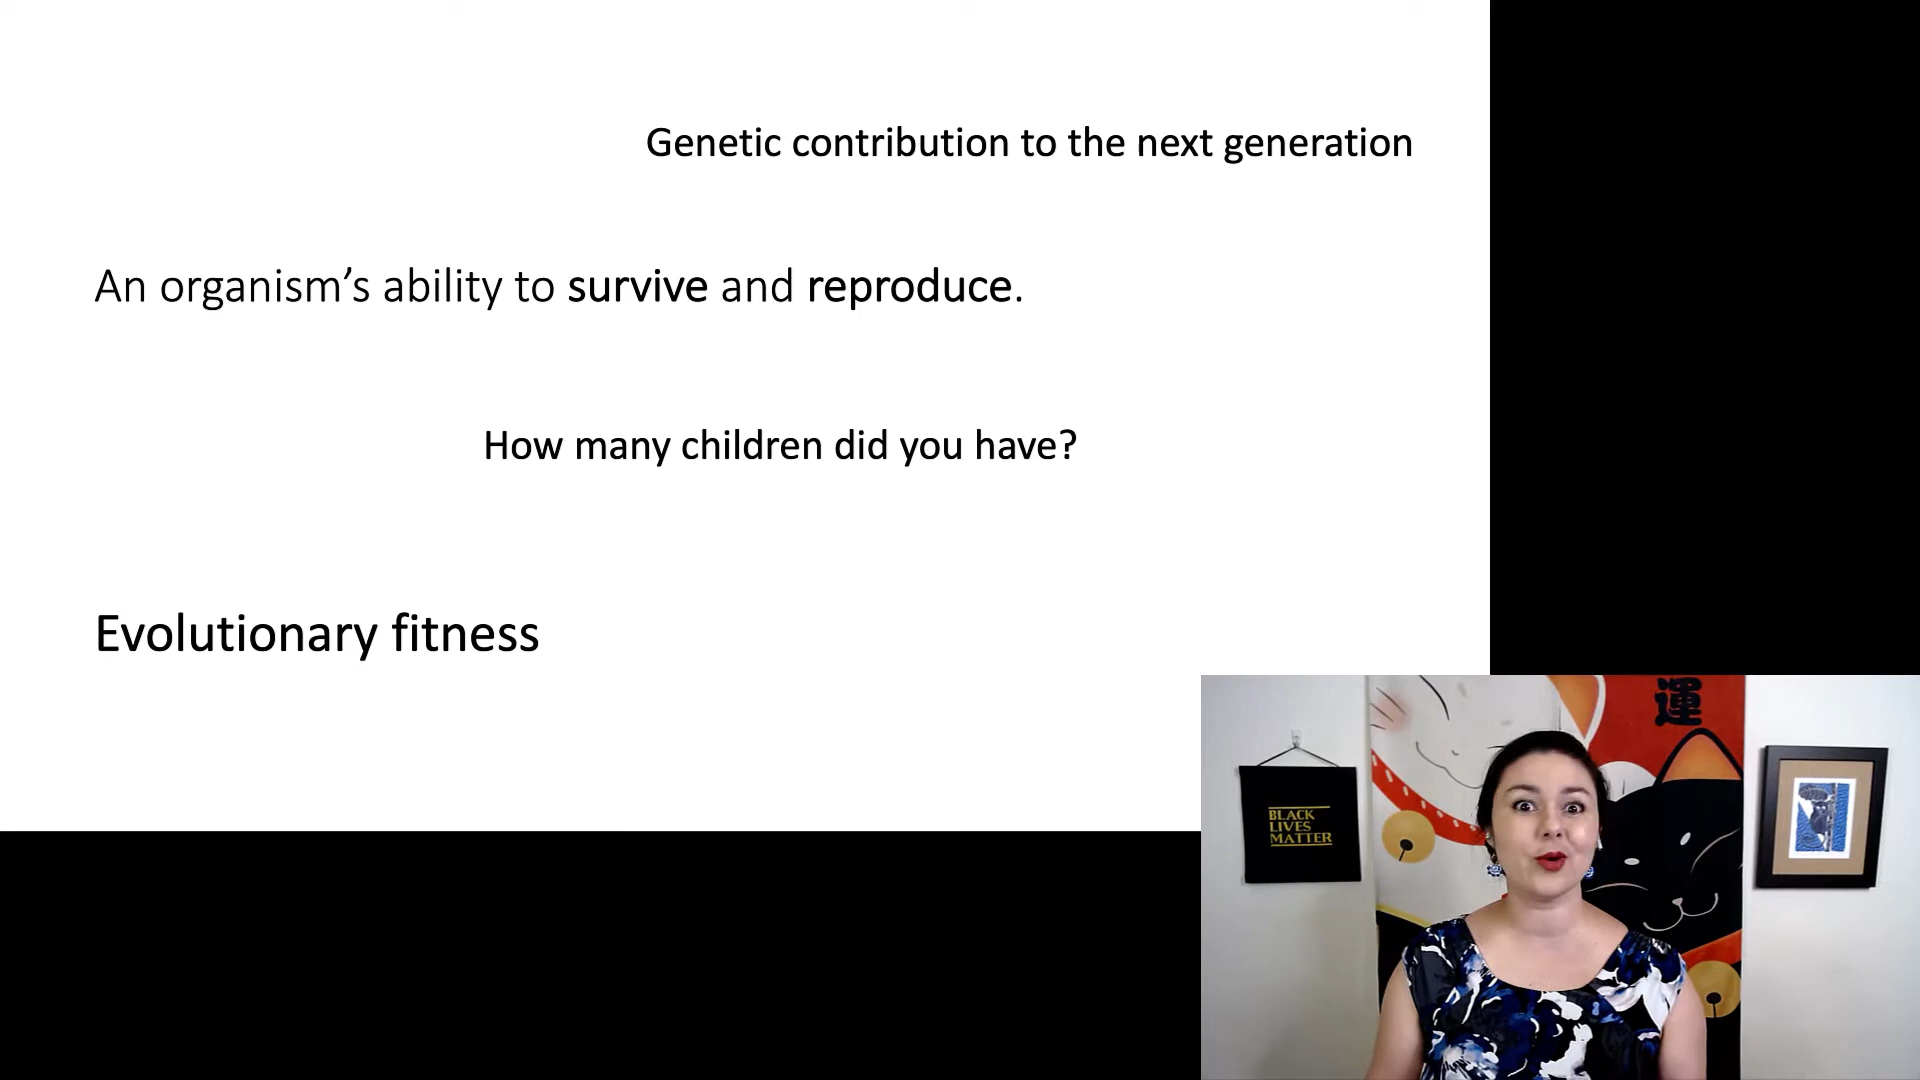 Genetic contribution to the next generation
An organism’s ability to survive and reproduce.
How many children did you have?
Evolutionary fitness
運
BLACK
LIVES
MATTER